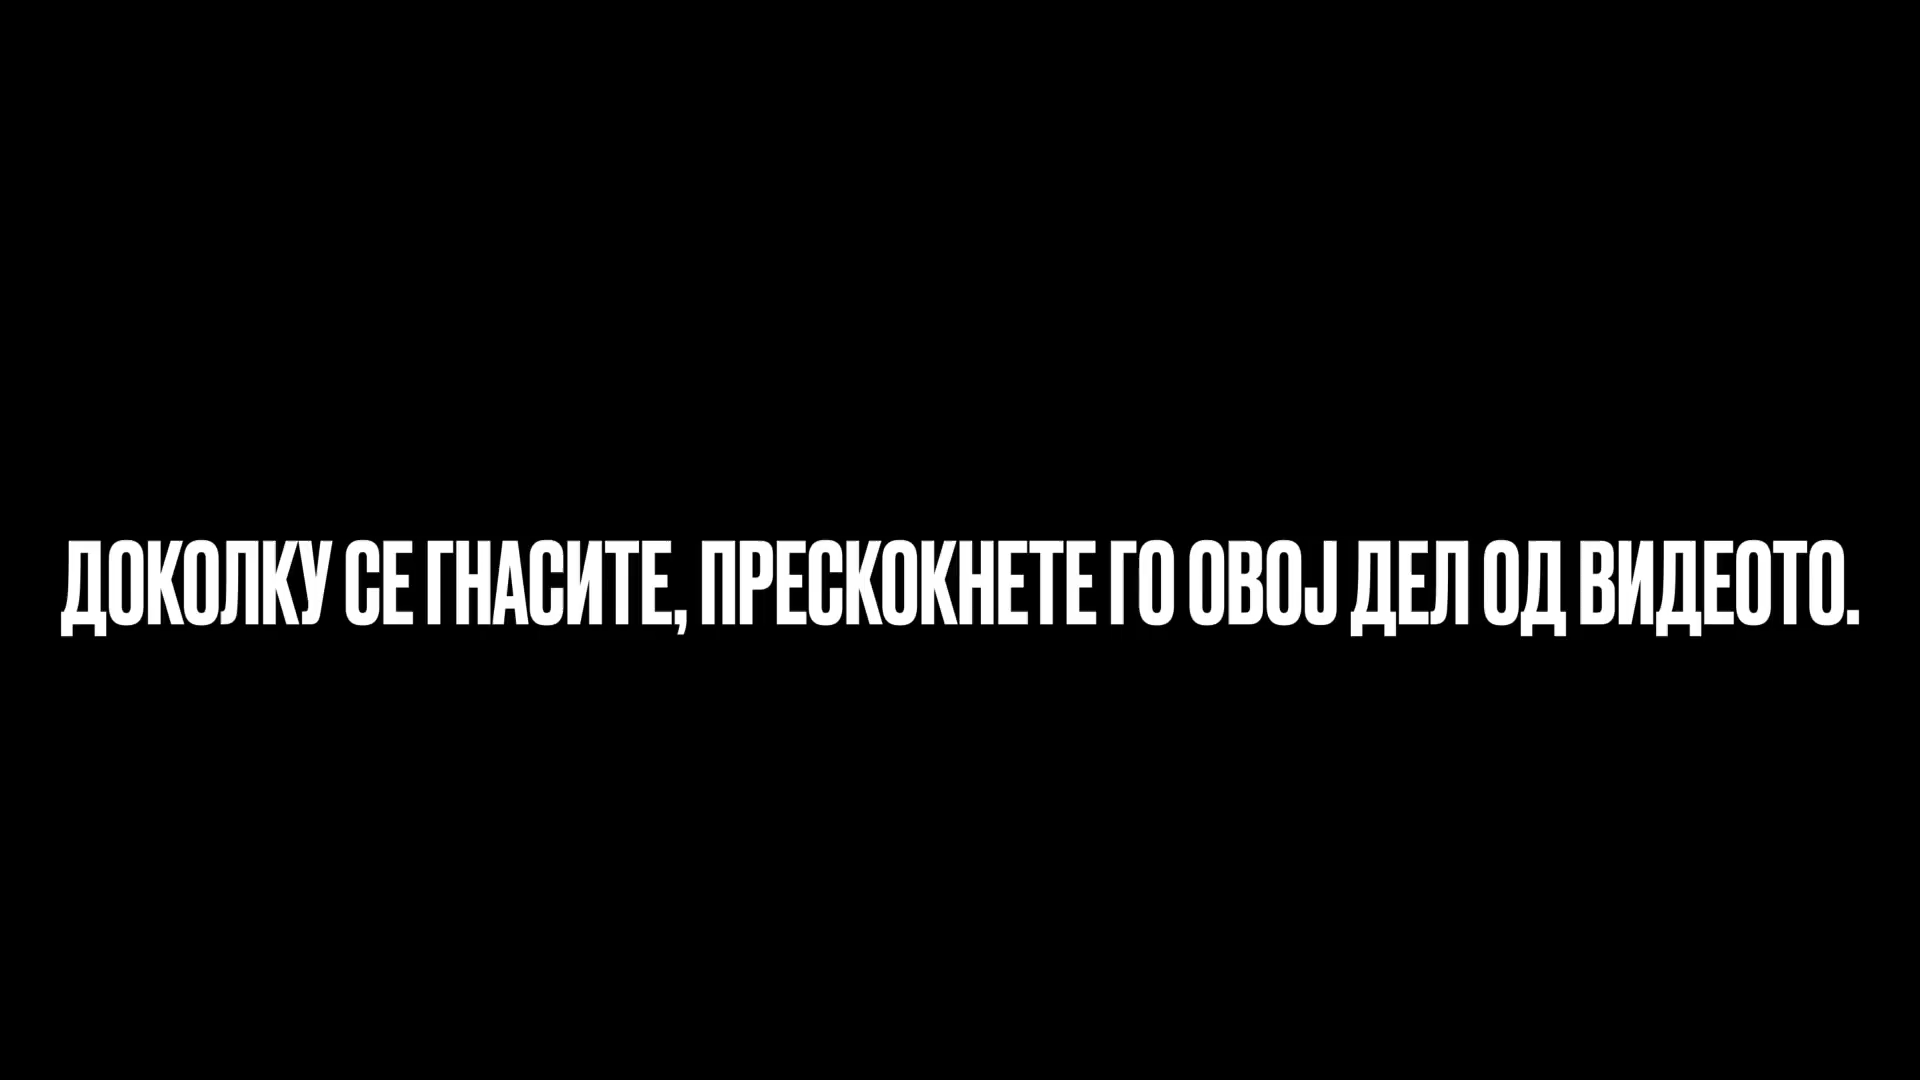 ДОКОЛКУ СЕ ГНАСИТЕ, ПРЕСКОКНЕТЕ ГО ОВОЈ ДЕЛ ОД ВИДЕОТО.